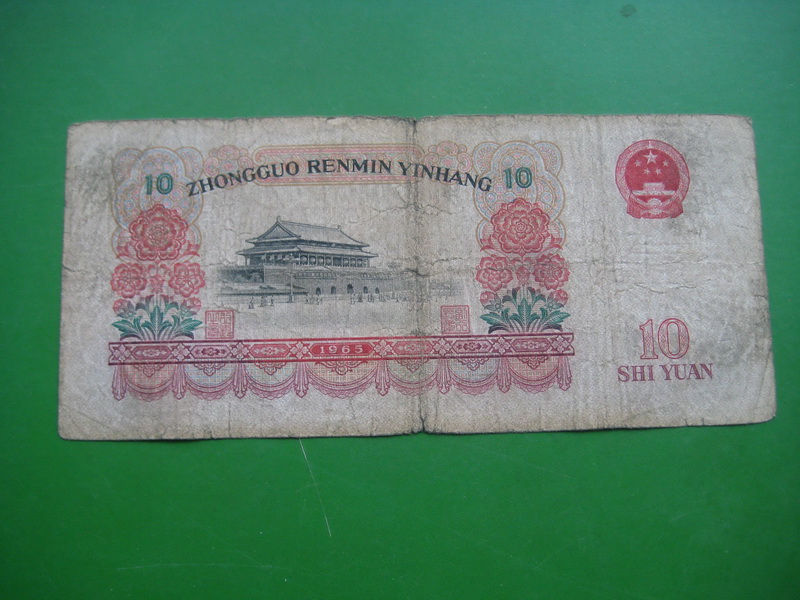 10 ZHONGGUO RENMIN YINHANG 10
1965
10
SHI YUAN